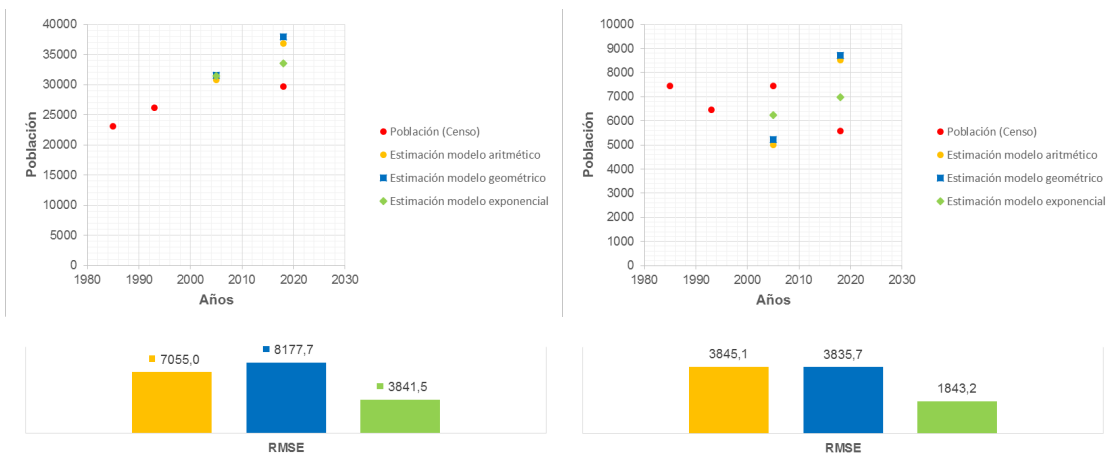 40000
35000
30000
25000
20000
15000
10000
5000
0
1980 1990 2000 2010 2020 2030
Población
Años
Población (Censo)
Estimación modelo aritmético
Estimación modelo geométrico
Estimación modelo exponencial
10000
9000
8000
7000
6000
5000
4000
3000
2000
1000
0
1980 1990 2000 2010 2020 2030
Población
Años
Población (Censo)
Estimación modelo aritmético
Estimación modelo geométrico
Estimación modelo exponencial
7055,0
8177,7
3841,5
RMSE
3845,1
3835,7
1843,2
RMSE